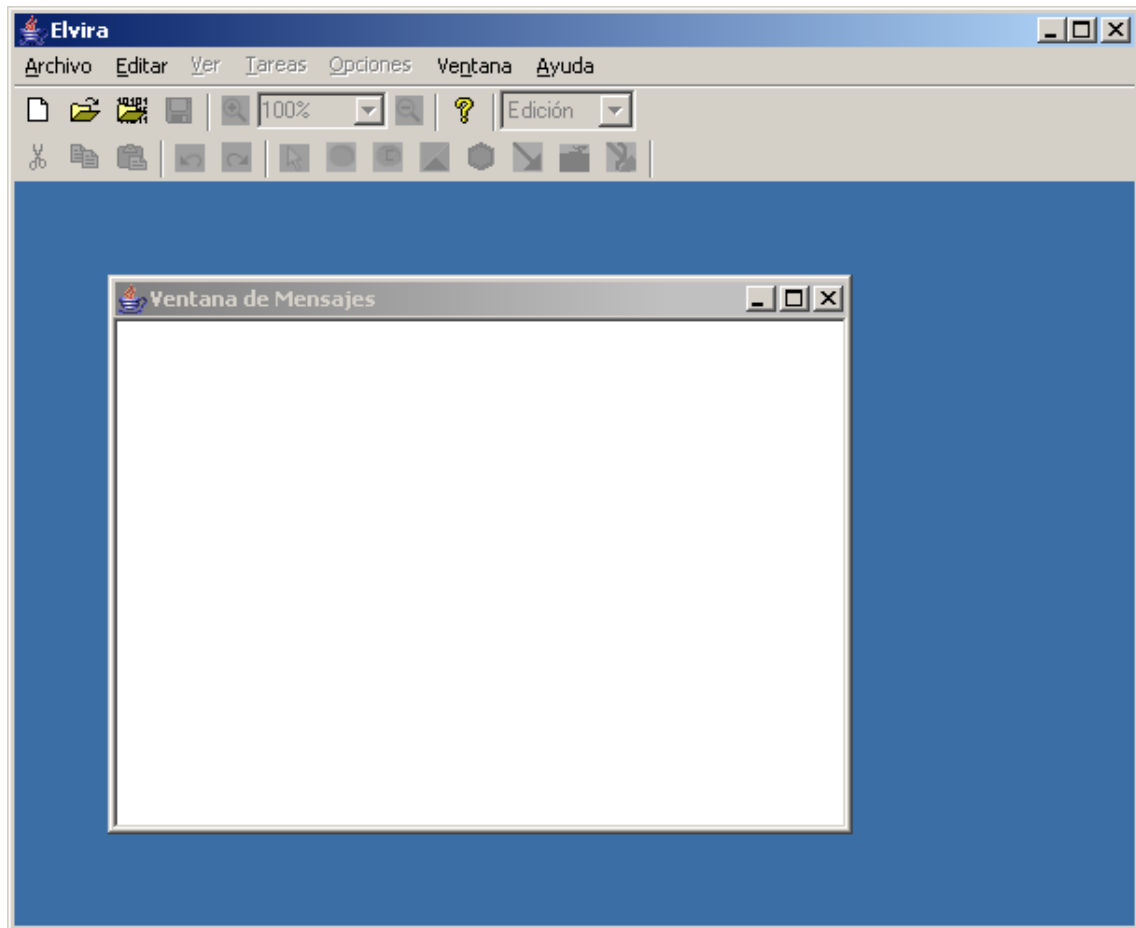 Elvira
Archivo Editar Ver Tareas Opciones Ventana Ayuda
100% Edición
Ventana de Mensajes